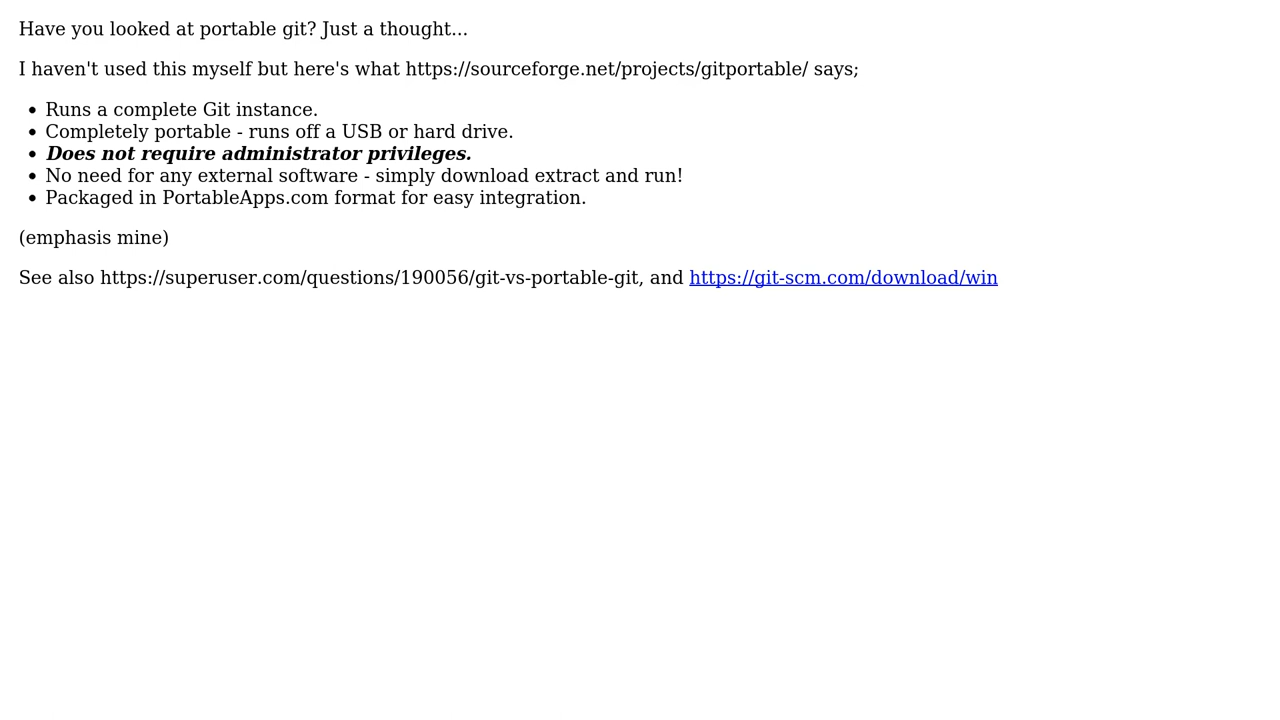 Have you looked at portable git? Just a thought...
I haven't used this myself but here's what https://sourceforge.net/projects/gitportable/ says;
• Runs a complete Git instance.
• Completely portable - runs off a USB or hard drive.
• Does not require administrator privileges.
• No need for any external software - simply download extract and run!
• Packaged in PortableApps.com format for easy integration.
(emphasis mine)
See also https://superuser.com/questions/190056/git-vs-portable-git, and https://git-scm.com/download/win